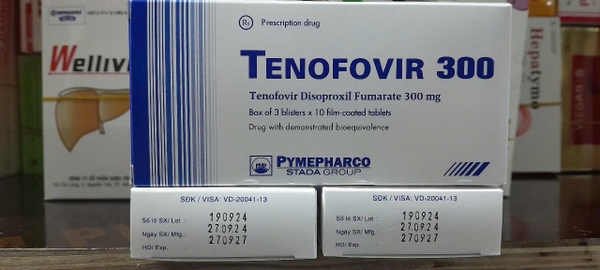 Rx Prescription drug
TENOFOVIR 300
Tenofovir Disoproxil Fumarate 300 mg
Box of 3 blisters x 10 film-coated tablets
Drug with demonstrated bioequivalence
PYMEPHARCO
STADA GROUP
Welliv
Hepatymo
VIEGAN-B
SĐK / VISA: VD-20041-13
Số lô SX/ Lot : 190924
Ngày SX/ Mfg.: 270924
HD/ Exp. 270927
SĐK / VISA: VD-20041-13
Số lô SX/ Lot : 190924
Ngày SX/ Mfg.: 270924
HD/ Exp. 270927